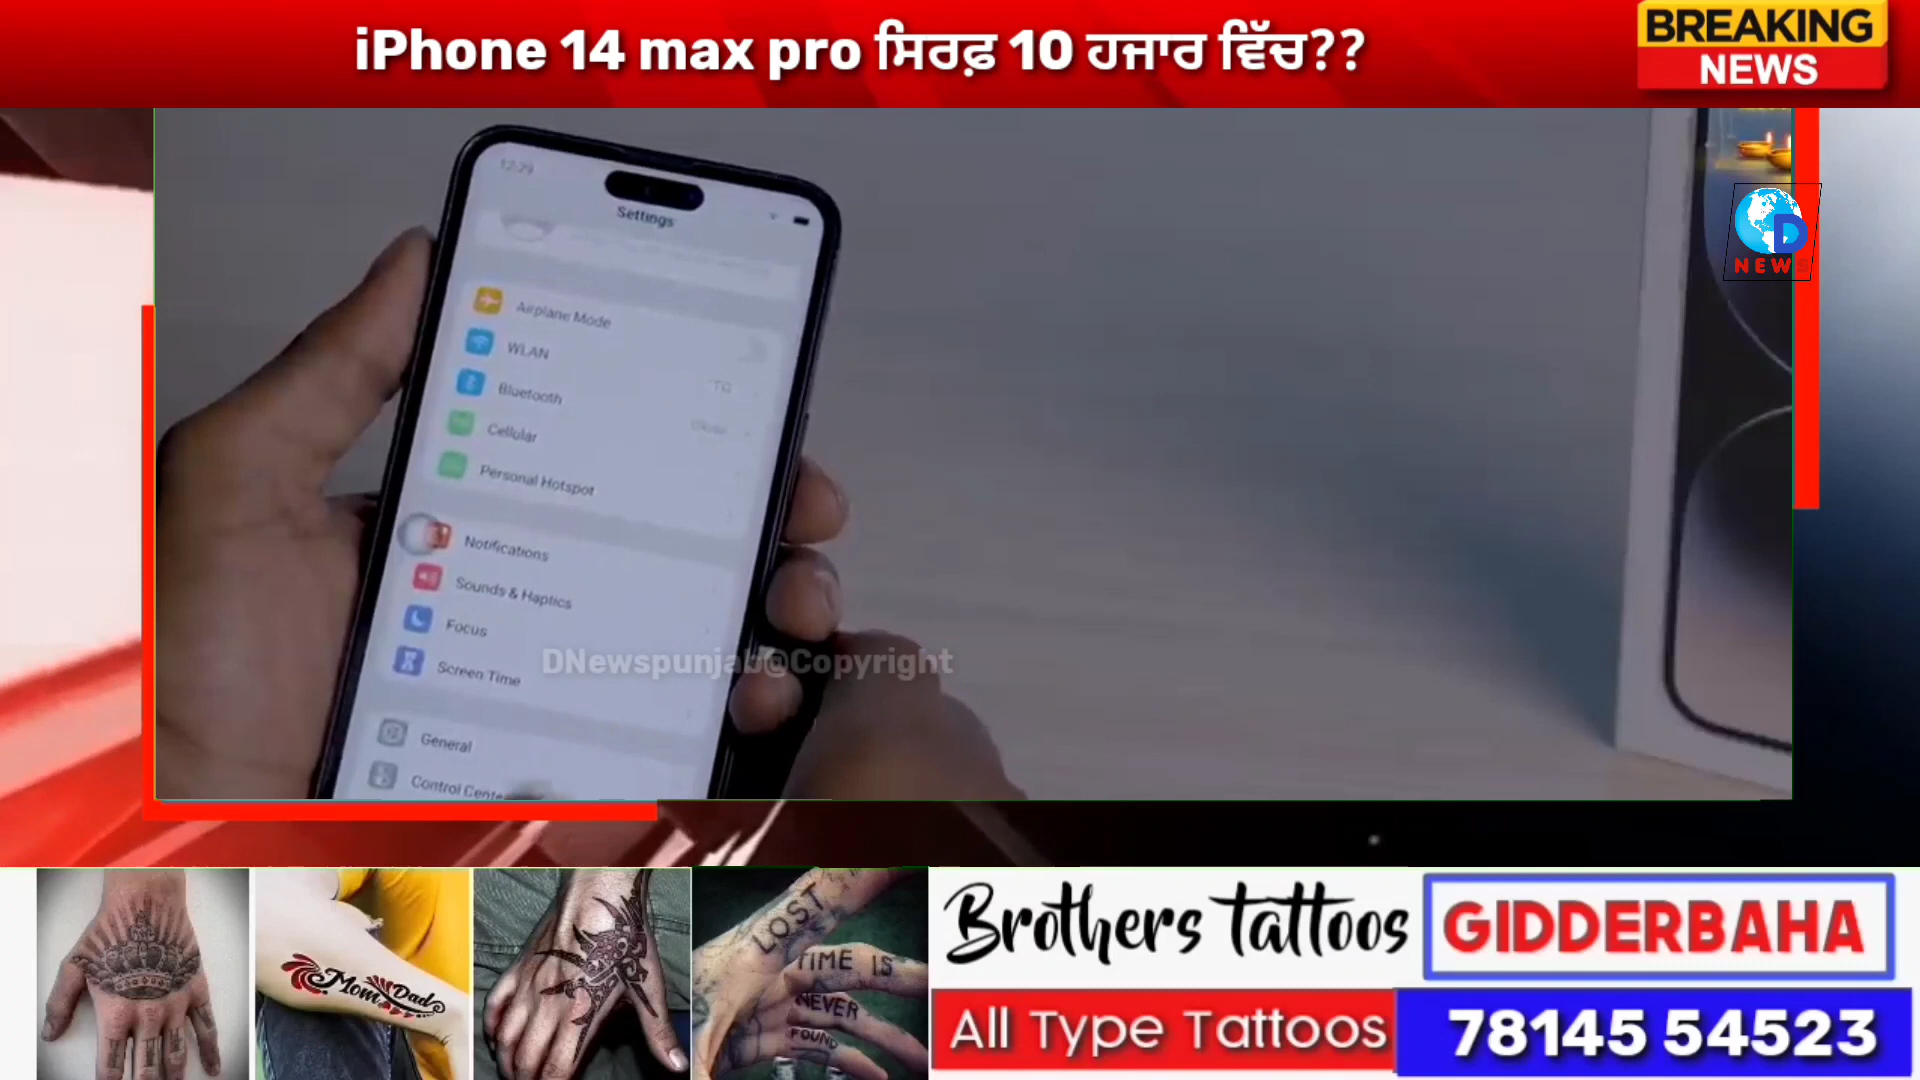 iPhone 14 max pro ਸਿਰਫ਼ 10 ਹਜਾਰ ਵਿੱਚ??
BREAKING
NEWS
12:29
Settings
D
NEWS
Airplane Mode
WLAN
Bluetooth
Cellular
Personal Hotspot
Notifications
Sounds & Haptics
Focus
Screen Time
DNewspunjab@Copyright
General
Control Cente
Mom Dad
LOST
TIME IS
NEVER
FOUND
Brothers tattoos
GIDDERBAHA
All Type Tattoos
78145 54523